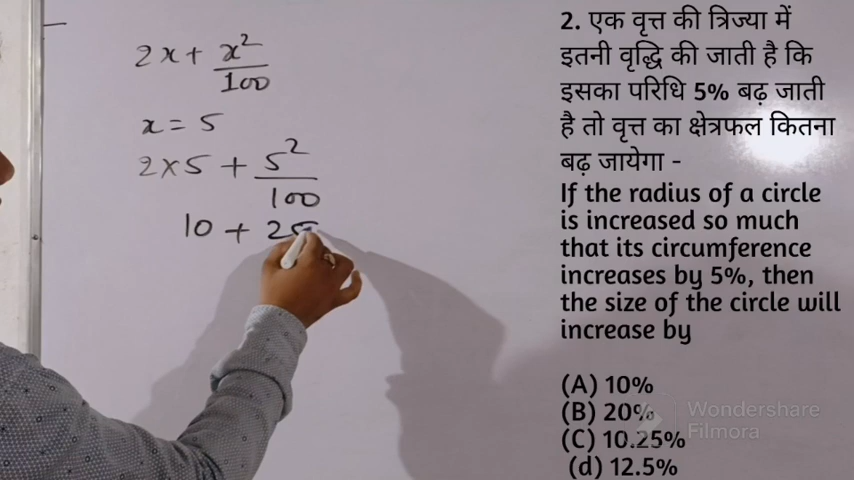 2x + x²/100
x = 5
2×5 + 5²/100
10 + 25
2. एक वृत्त की त्रिज्या में
इतनी वृद्धि की जाती है कि
इसका परिधि 5% बढ़ जाती
है तो वृत्त का क्षेत्रफल कितना
बढ़ जायेगा -
If the radius of a circle
is increased so much
that its circumference
increases by 5%, then
the size of the circle will
increase by
(A) 10%
(B) 20%
(C) 10.25%
(d) 12.5%
Wondershare
Filmora